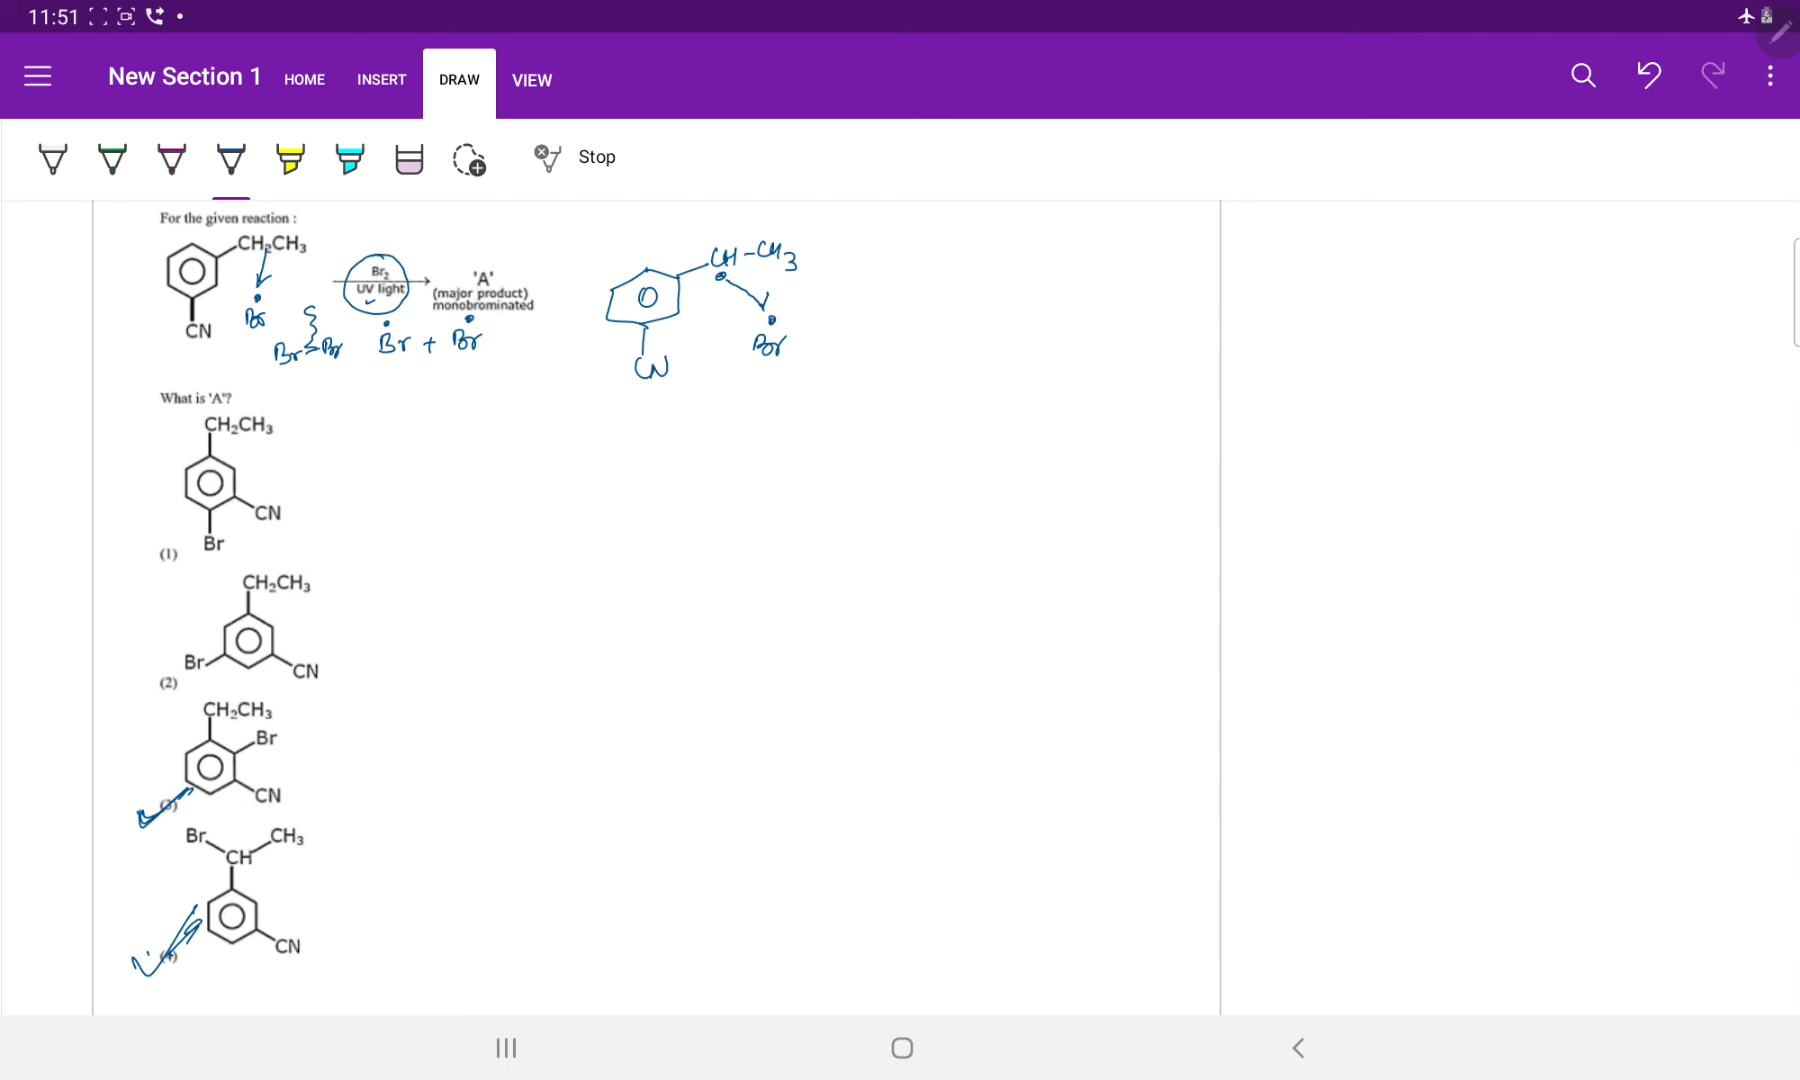 11:51
New Section 1 HOME INSERT DRAW VIEW
Stop
For the given reaction :
CH₂CH₃
CN
Br₂
UV light
'A'
(major product)
monobrominated
Br
Br Br
Br + Br
CH-CH₃
Br
CN
What is 'A'?
CH₂CH₃
CN
Br
(1)
CH₂CH₃
Br
CN
(2)
CH₂CH₃
Br
CN
(3)
Br CH₃
CH
CN
(4)